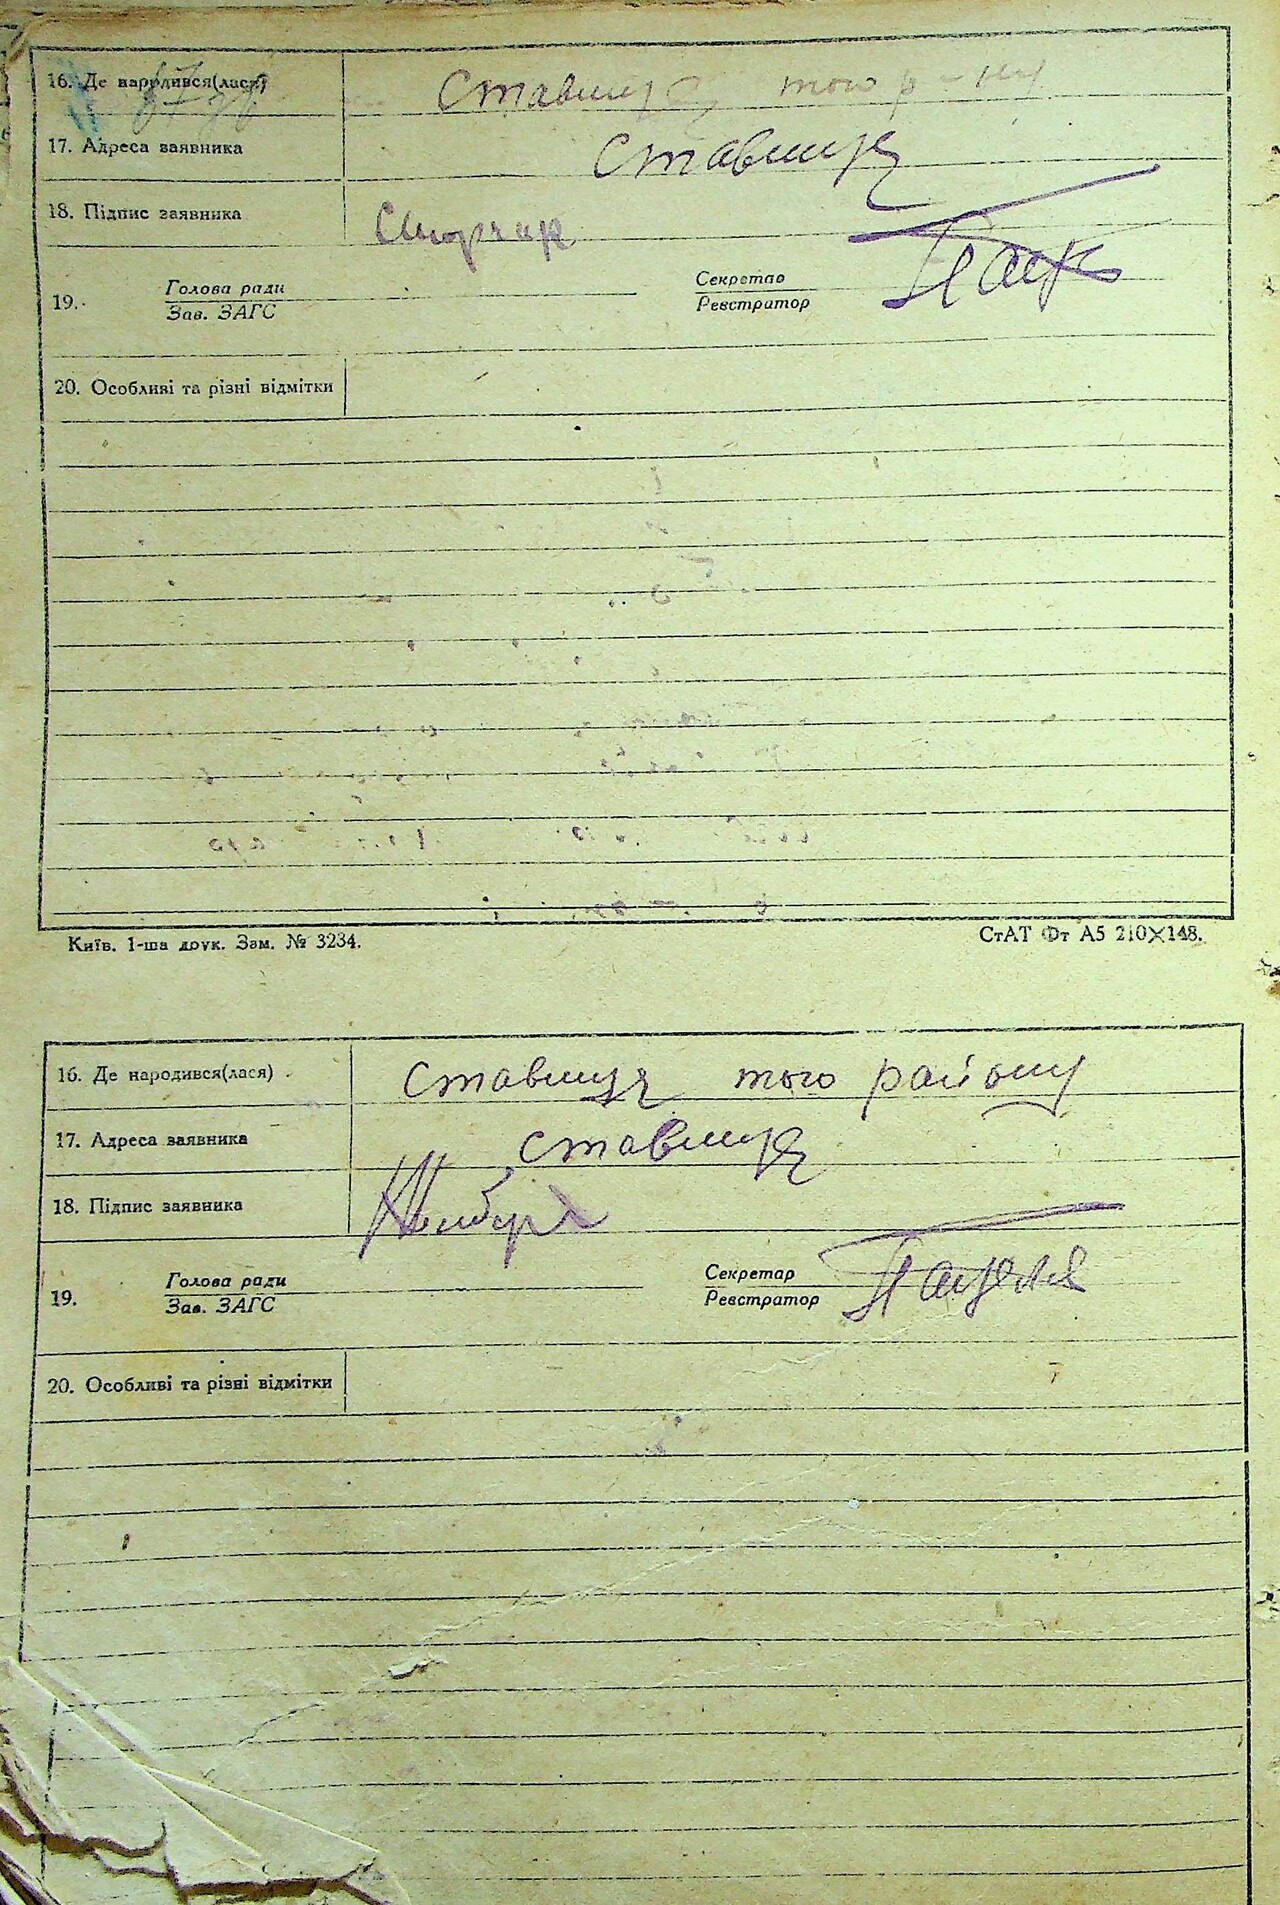 16. Де народився(лася) Ставище того р-ну
17. Адреса заявника Ставище
18. Підпис заявника
19. Голова ради Секретар
Зав. ЗАГС Реєстратор
20. Особливі та різні відмітки
Київ. 1-ша друк. Зам. № 3234. СтАТ Фт А5 210×148.
16. Де народився(лася) Ставище того району
17. Адреса заявника Ставище
18. Підпис заявника
19. Голова ради Секретар
Зав. ЗАГС Реєстратор
20. Особливі та різні відмітки